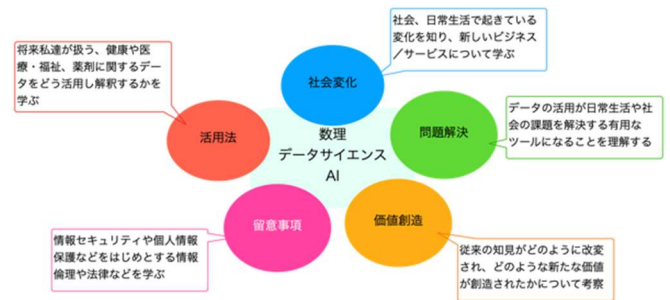 社会、日常生活で起きている
変化を知り、新しいビジネス
／サービスについて学ぶ
将来私達が扱う、健康や医
療・福祉、薬剤に関するデー
タをどう活用し解釈するかを
学ぶ
社会変化
データの活用が日常生活や社
会の課題を解決する有用な
ツールになることを理解する
活用法
数理
データサイエンス
AI
問題解決
留意事項
価値創造
情報セキュリティや個人情報
保護などをはじめとする情報
倫理や法律などを学ぶ
従来の知見がどのように改変
され、どのような新たな価値
が創造されたかについて考察